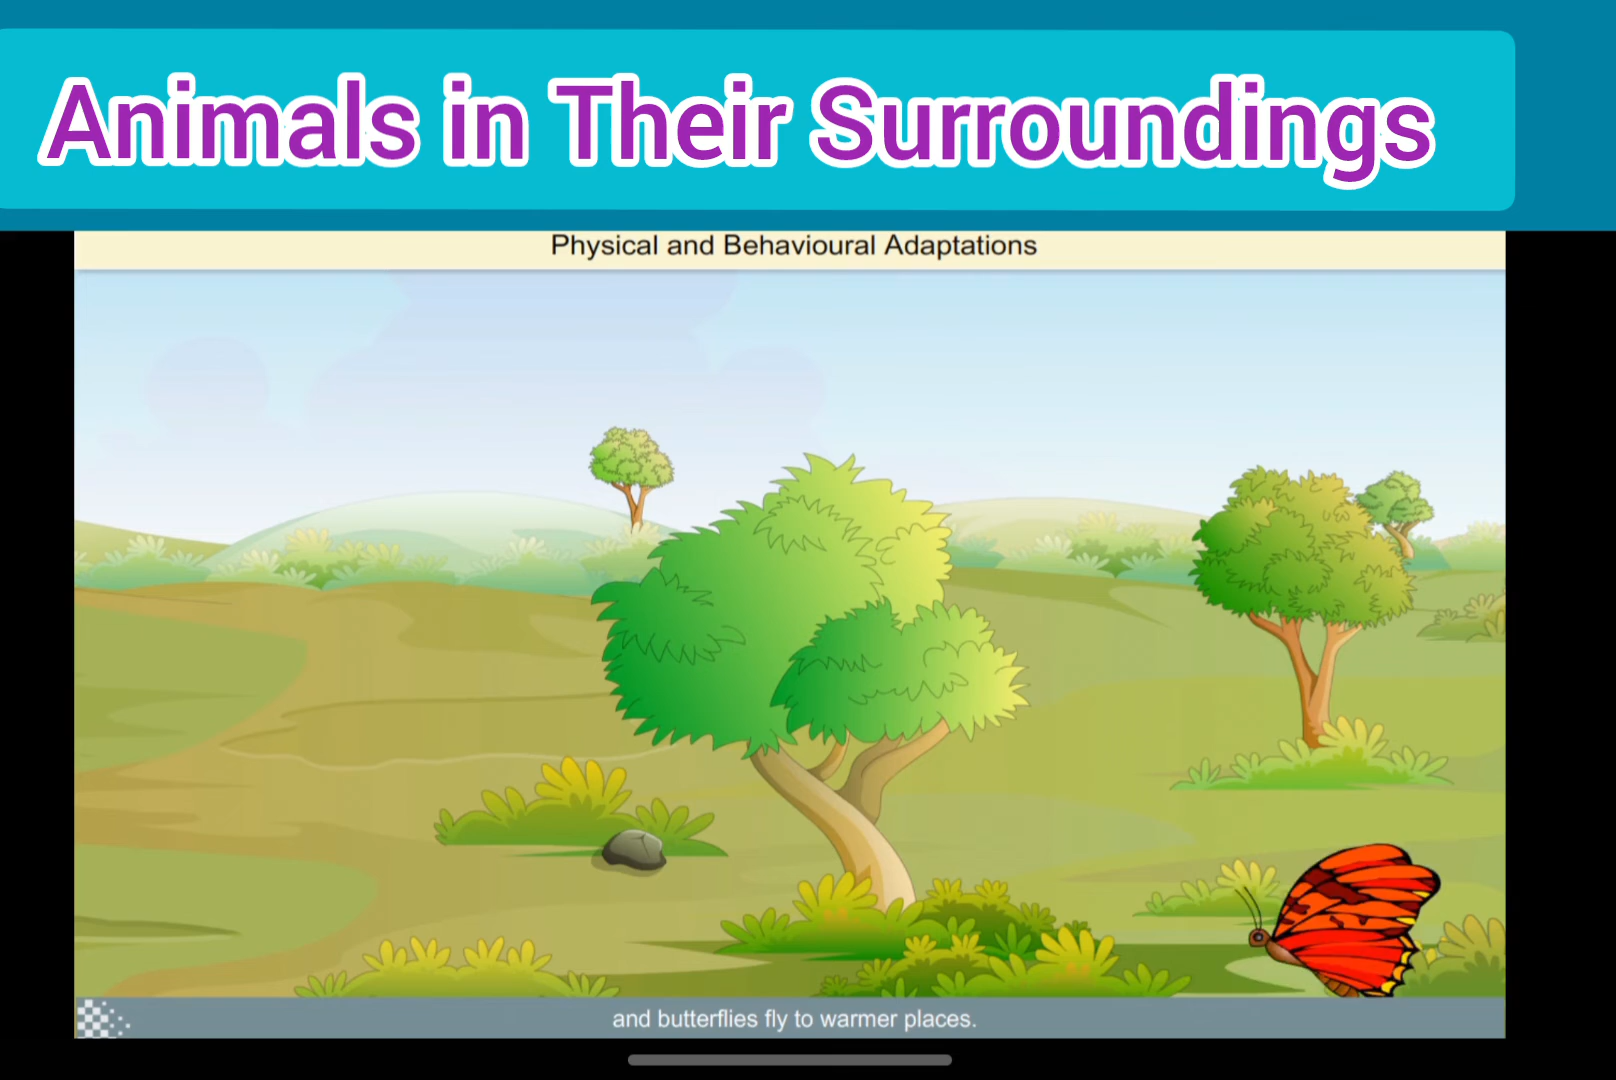 Animals in Their Surroundings
Physical and Behavioural Adaptations
and butterflies fly to warmer places.